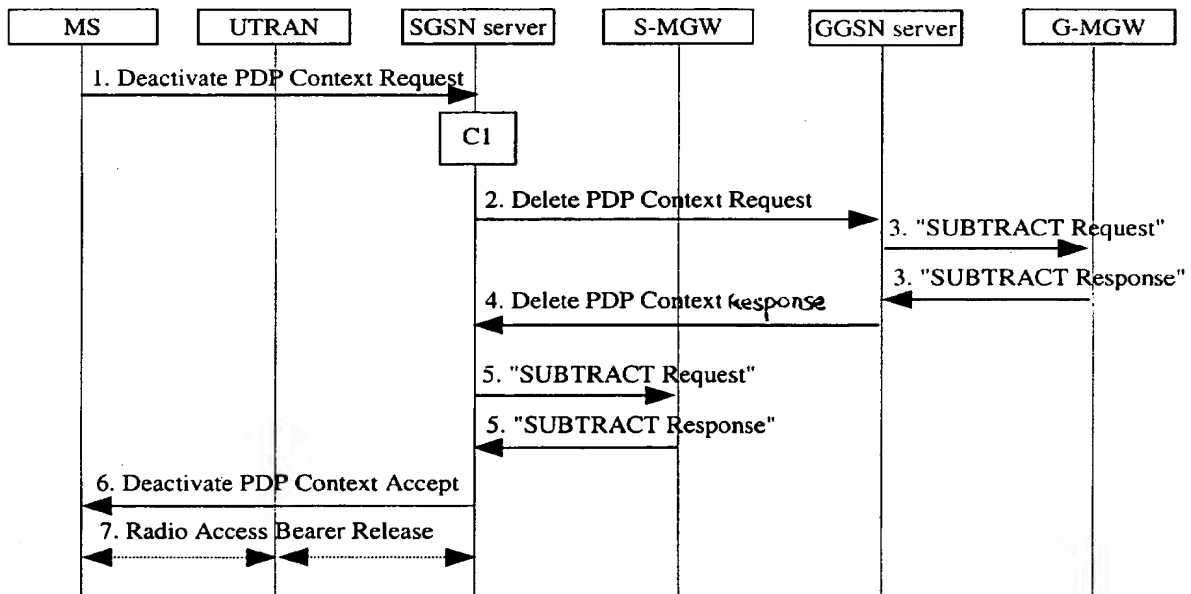 MS UTRAN SGSN server S-MGW GGSN server G-MGW
1. Deactivate PDP Context Request
C1
2. Delete PDP Context Request
3. "SUBTRACT Request"
3. "SUBTRACT Response"
4. Delete PDP Context Response
5. "SUBTRACT Request"
5. "SUBTRACT Response"
6. Deactivate PDP Context Accept
7. Radio Access Bearer Release